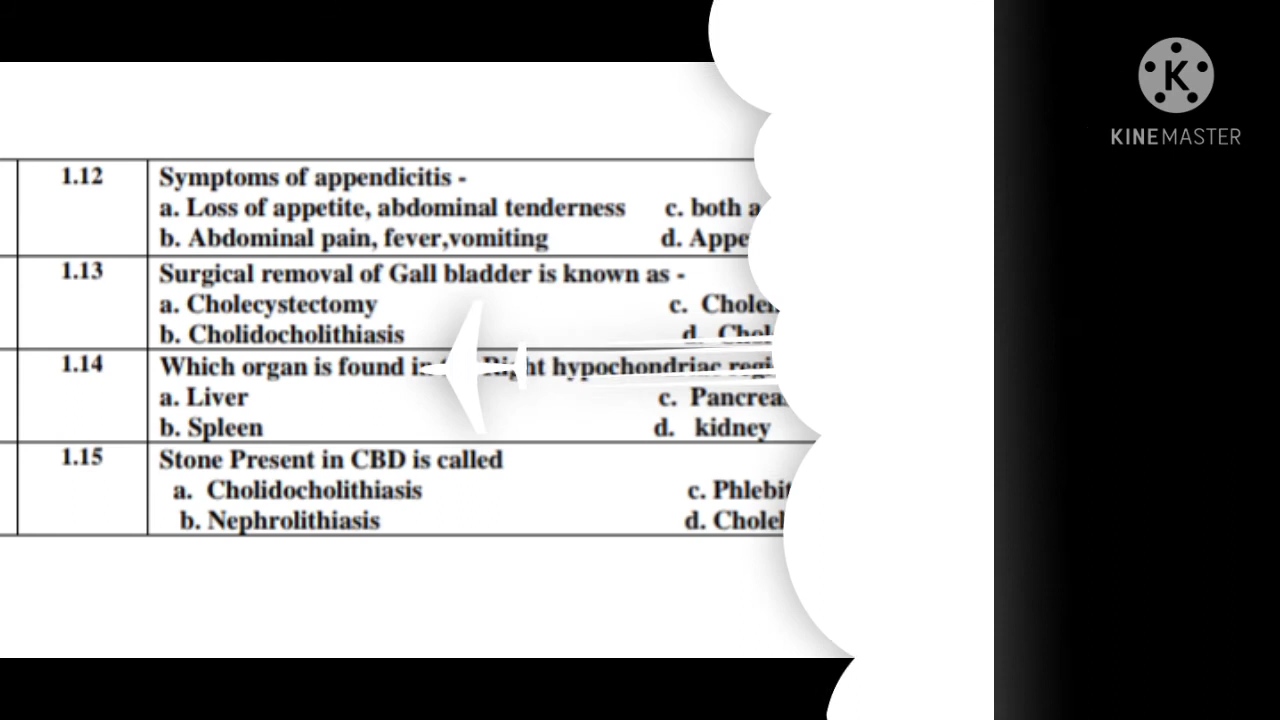 1.12 Symptoms of appendicitis -
a. Loss of appetite, abdominal tenderness c. both a
b. Abdominal pain, fever,vomiting d.
1.13 Surgical removal of Gall bladder is known as -
a. Cholecystectomy c.
b. Cholidocholithiasis d.
1.14 Which organ is found in Right hypochondriac
a. Liver c.
b. Spleen d. kidney
1.15 Stone Present in CBD is called
a. Cholidocholithiasis c.
b. Nephrolithiasis d.
KINEMASTER